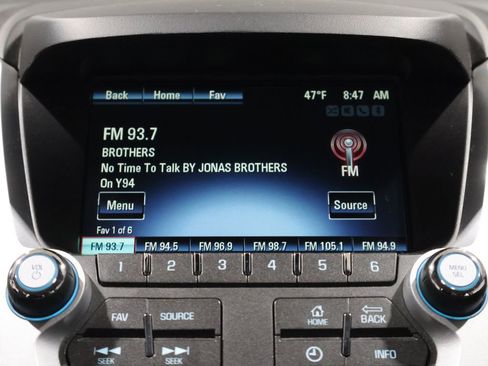 Back Home Fav 47°F 8:47 AM
FM 93.7
BROTHERS
No Time To Talk BY JONAS BROTHERS
On Y94
FM
Menu Source
Fav 1 of 6
FM 93.7 FM 94.5 FM 96.9 FM 98.7 FM 105.1 FM 94.9
1 2 3 4 5 6
VOL
MENU
SEL
FAV SOURCE HOME BACK
SEEK SEEK INFO